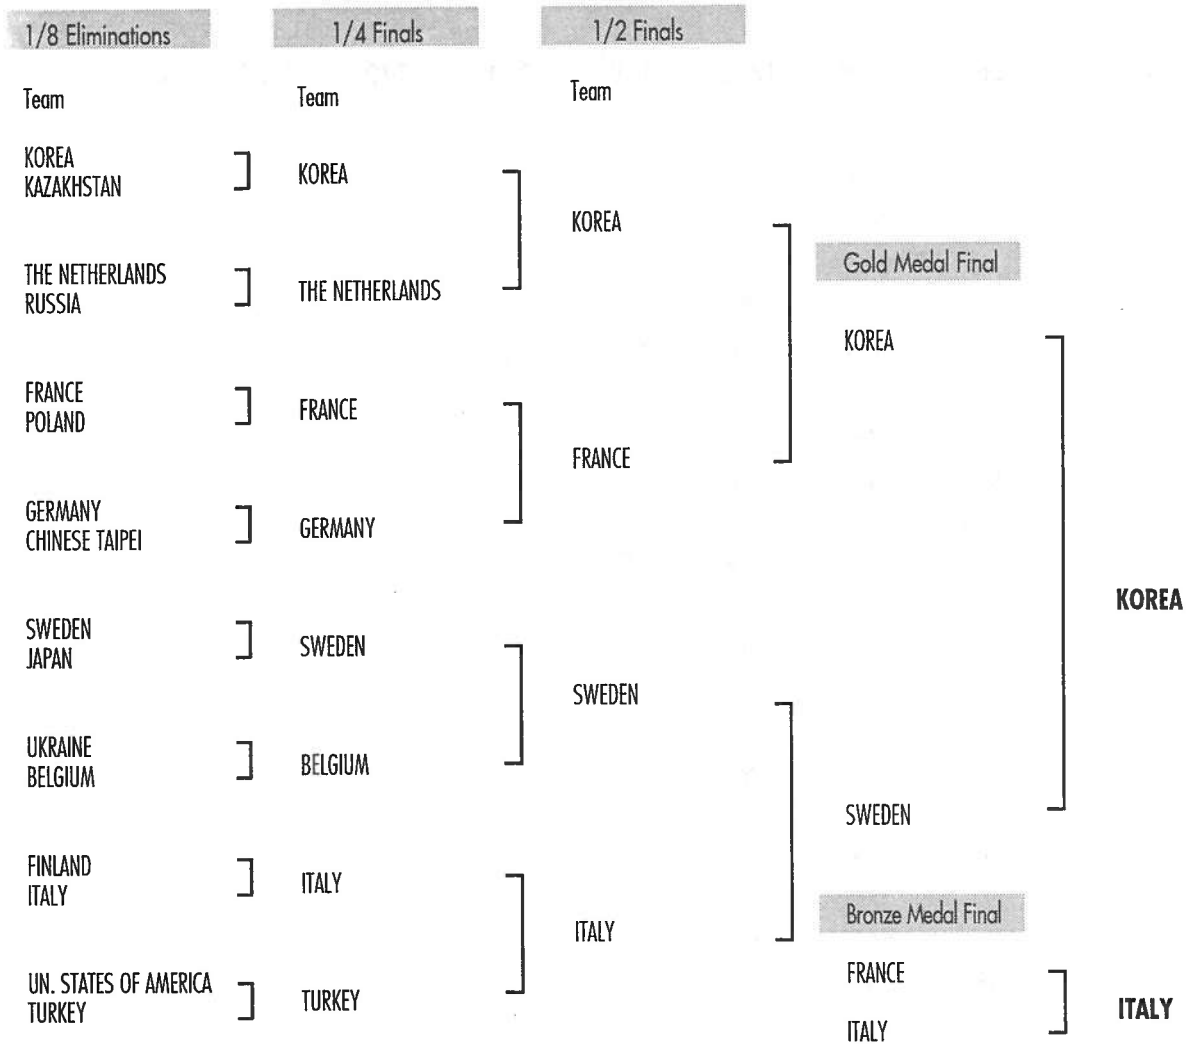 1/8 Eliminations
1/4 Finals
1/2 Finals
Team
Team
Team
KOREA
KAZAKHSTAN
KOREA
KOREA
THE NETHERLANDS
RUSSIA
THE NETHERLANDS
Gold Medal Final
KOREA
FRANCE
POLAND
FRANCE
FRANCE
GERMANY
CHINESE TAIPEI
GERMANY
KOREA
SWEDEN
JAPAN
SWEDEN
SWEDEN
UKRAINE
BELGIUM
BELGIUM
SWEDEN
FINLAND
ITALY
ITALY
ITALY
Bronze Medal Final
UN. STATES OF AMERICA
TURKEY
TURKEY
FRANCE
ITALY
ITALY